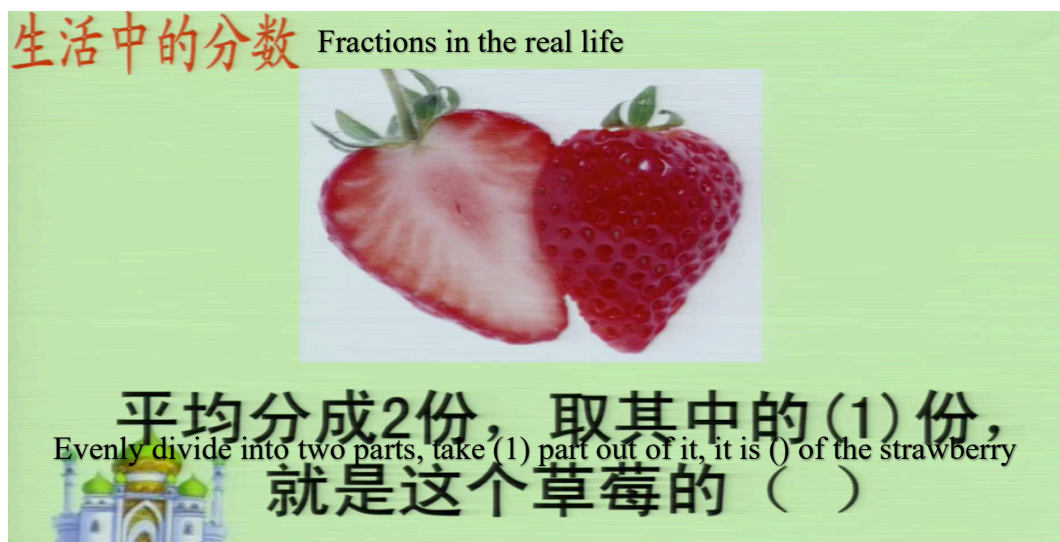 生活中的分数 Fractions in the real life
平均分成2份，取其中的(1)份，
Evenly divide into two parts, take (1) part out of it, it is () of the strawberry
就是这个草莓的（ ）